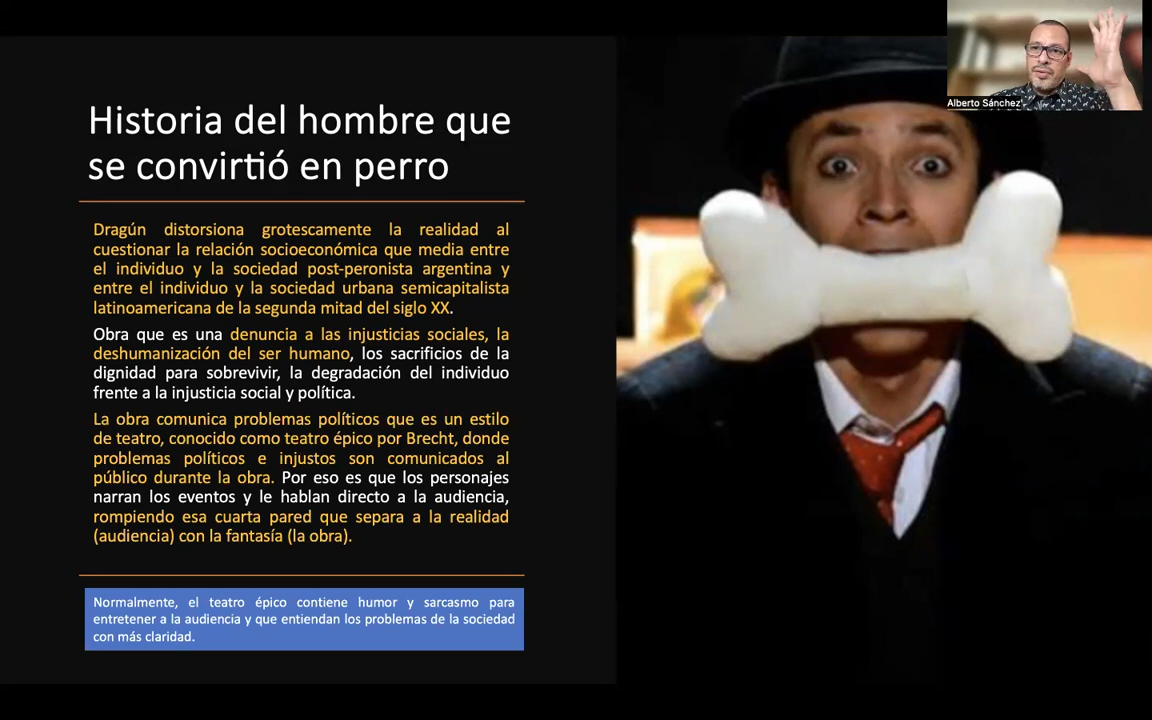 Alberto Sánchez
Historia del hombre que
se convirtió en perro
Dragún distorsiona grotescamente la realidad al
cuestionar la relación socioeconómica que media entre
el individuo y la sociedad post-peronista argentina y
entre el individuo y la sociedad urbana semicapitalista
latinoamericana de la segunda mitad del siglo XX.
Obra que es una denuncia a las injusticias sociales, la
deshumanización del ser humano, los sacrificios de la
dignidad para sobrevivir, la degradación del individuo
frente a la injusticia social y política.
La obra comunica problemas políticos que es un estilo
de teatro, conocido como teatro épico por Brecht, donde
problemas políticos e injustos son comunicados al
público durante la obra. Por eso es que los personajes
narran los eventos y le hablan directo a la audiencia,
rompiendo esa cuarta pared que separa a la realidad
(audiencia) con la fantasía (la obra).
Normalmente, el teatro épico contiene humor y sarcasmo para
entretener a la audiencia y que entiendan los problemas de la sociedad
con más claridad.